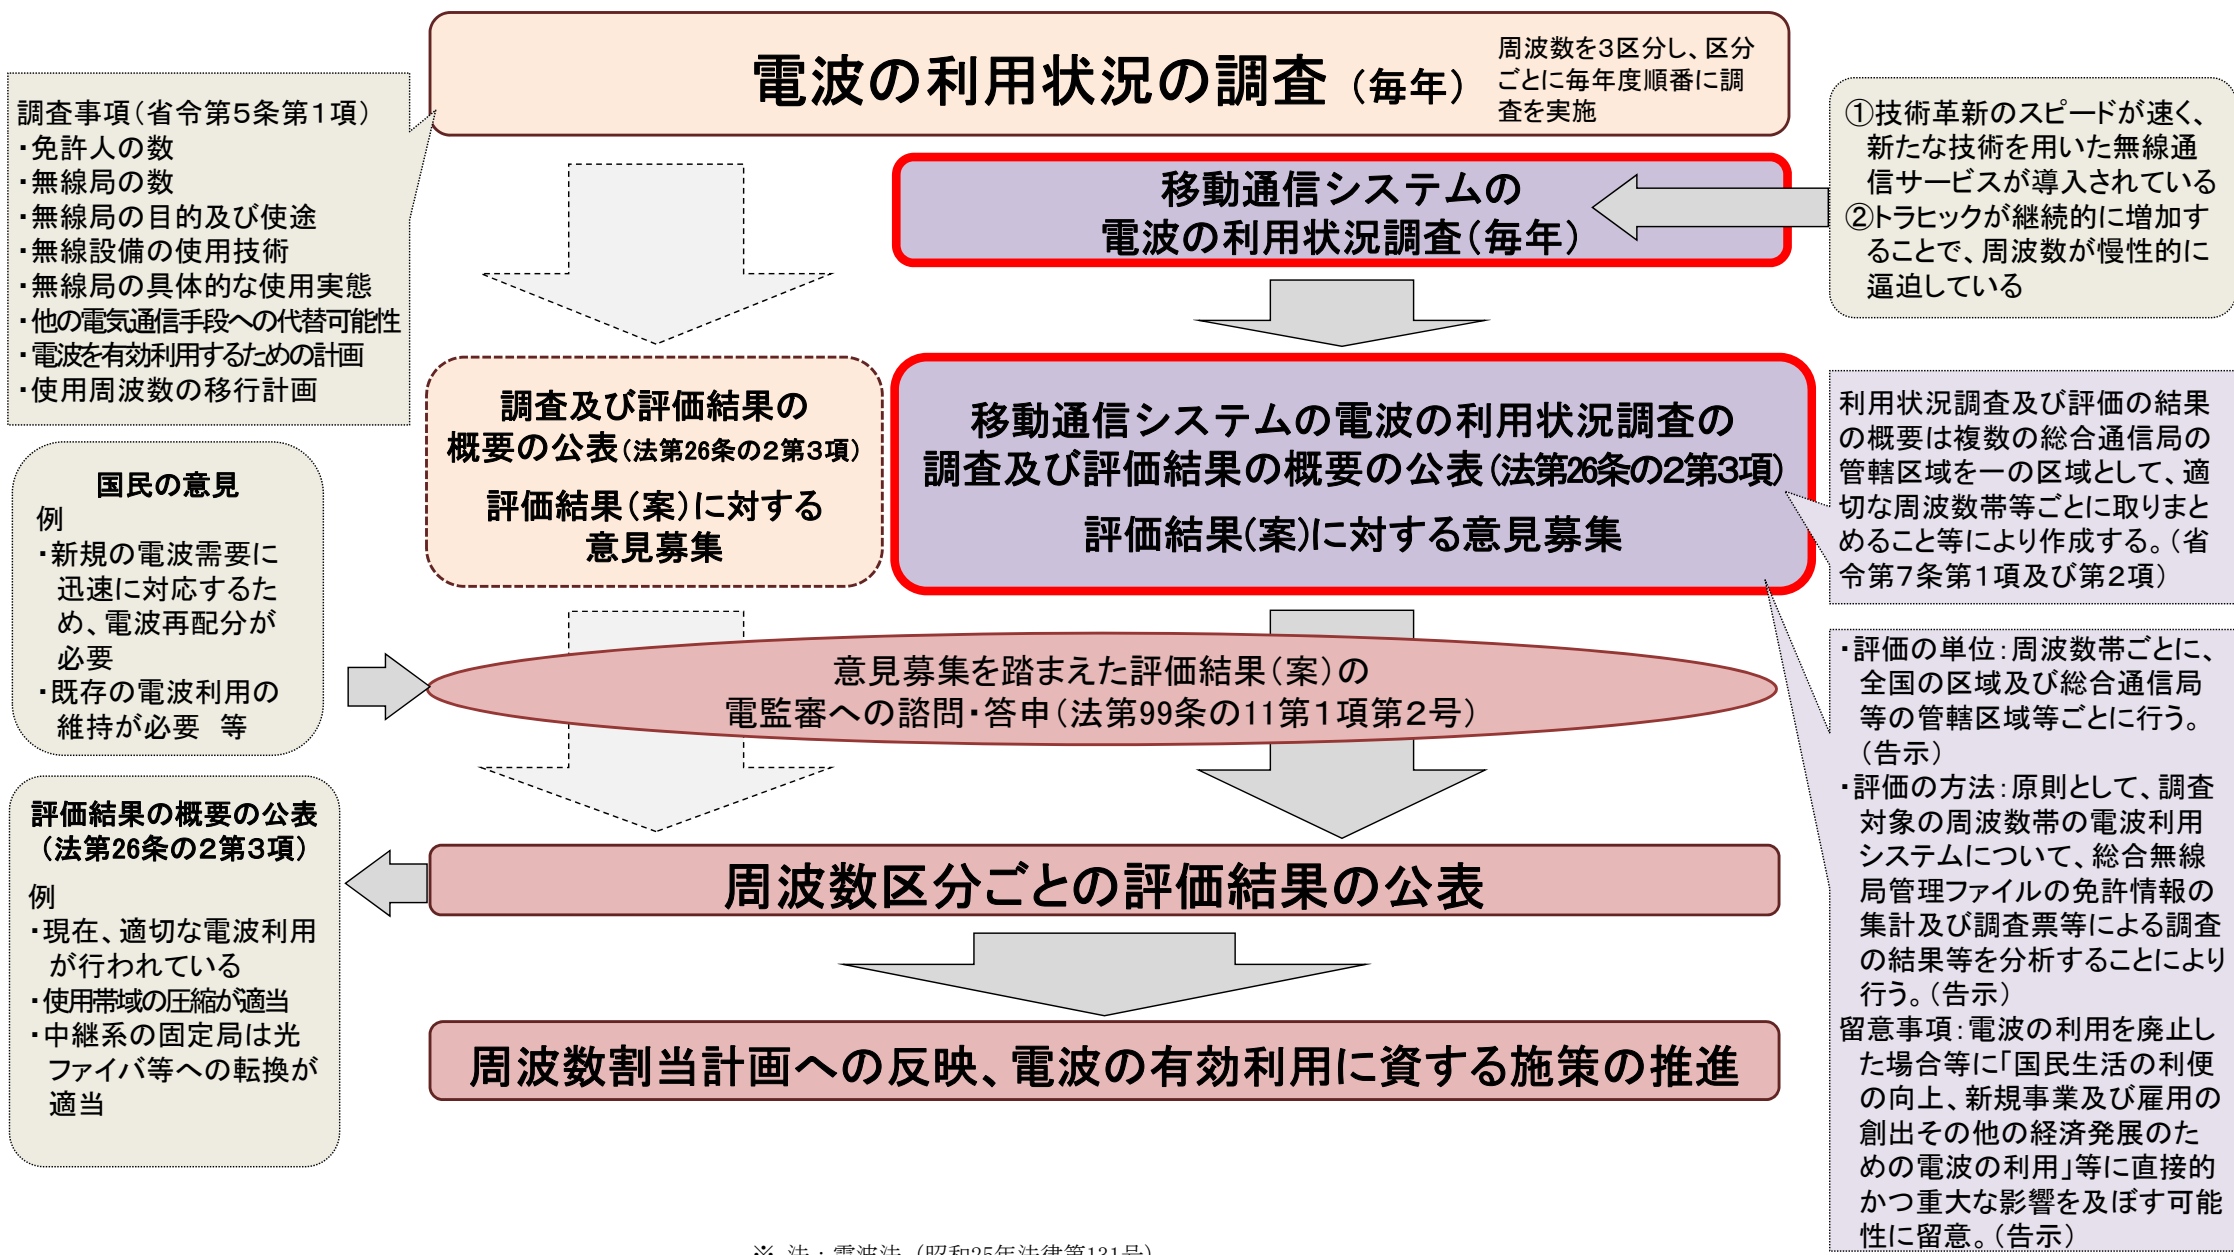 電波の利用状況の調査（毎年）
周波数を３区分し、区分
ごとに毎年度順番に調
査を実施
調査事項（省令第５条第１項）
・免許人の数
・無線局の数
・無線局の目的及び使途
・無線設備の使用技術
・無線局の具体的な使用実態
・他の電気通信手段への代替可能性
・電波を有効利用するための計画
・使用周波数の移行計画
移動通信システムの
電波の利用状況調査（毎年）
①技術革新のスピードが速く、
新たな技術を用いた無線通
信サービスが導入されている
②トラヒックが継続的に増加す
ることで、周波数が慢性的に
逼迫している
調査及び評価結果の
概要の公表（法第26条の２第３項）
評価結果（案）に対する
意見募集
移動通信システムの電波の利用状況調査の
調査及び評価結果の概要の公表（法第26条の２第３項）
評価結果(案)に対する意見募集
利用状況調査及び評価の結果
の概要は複数の総合通信局の
管轄区域を一の区域として、適
切な周波数帯等ごとに取りまと
めること等により作成する。（省
令第７条第１項及び第２項）
国民の意見
例
・新規の電波需要に
迅速に対応するた
め、電波再配分が
必要
・既存の電波利用の
維持が必要　等
意見募集を踏まえた評価結果（案）の
電監審への諮問・答申（法第99条の11第１項第２号）
・評価の単位：周波数帯ごとに、
全国の区域及び総合通信局
等の管轄区域等ごとに行う。
（告示）
・評価の方法：原則として、調査
対象の周波数帯の電波利用
システムについて、総合無線
局管理ファイルの免許情報の
集計及び調査票等による調査
の結果等を分析することにより
行う。（告示）
留意事項：電波の利用を廃止し
た場合等に「国民生活の利便
の向上、新規事業及び雇用の
創出その他の経済発展のた
めの電波の利用」等に直接的
かつ重大な影響を及ぼす可能
性に留意。（告示）
評価結果の概要の公表
（法第26条の２第３項）
例
・現在、適切な電波利用
が行われている
・使用帯域の圧縮が適当
・中継系の固定局は光
ファイバ等への転換が
適当
周波数区分ごとの評価結果の公表
周波数割当計画への反映、電波の有効利用に資する施策の推進
※ 法：電波法（昭和25年法律第131号）